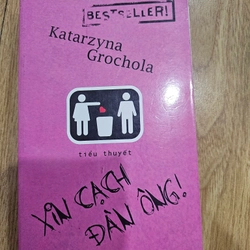 BESTSELLER!
Katarzyna
Grochola
tiểu thuyết
XIN CẠCH
ĐÀN ÔNG!